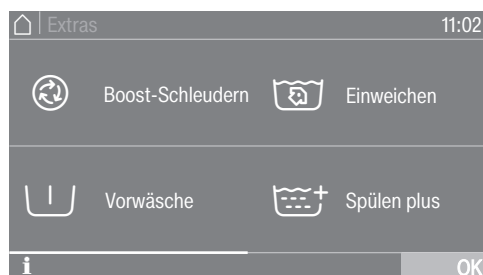 Extras 11:02
Boost-Schleudern Einweichen
Vorwäsche Spülen plus
i OK